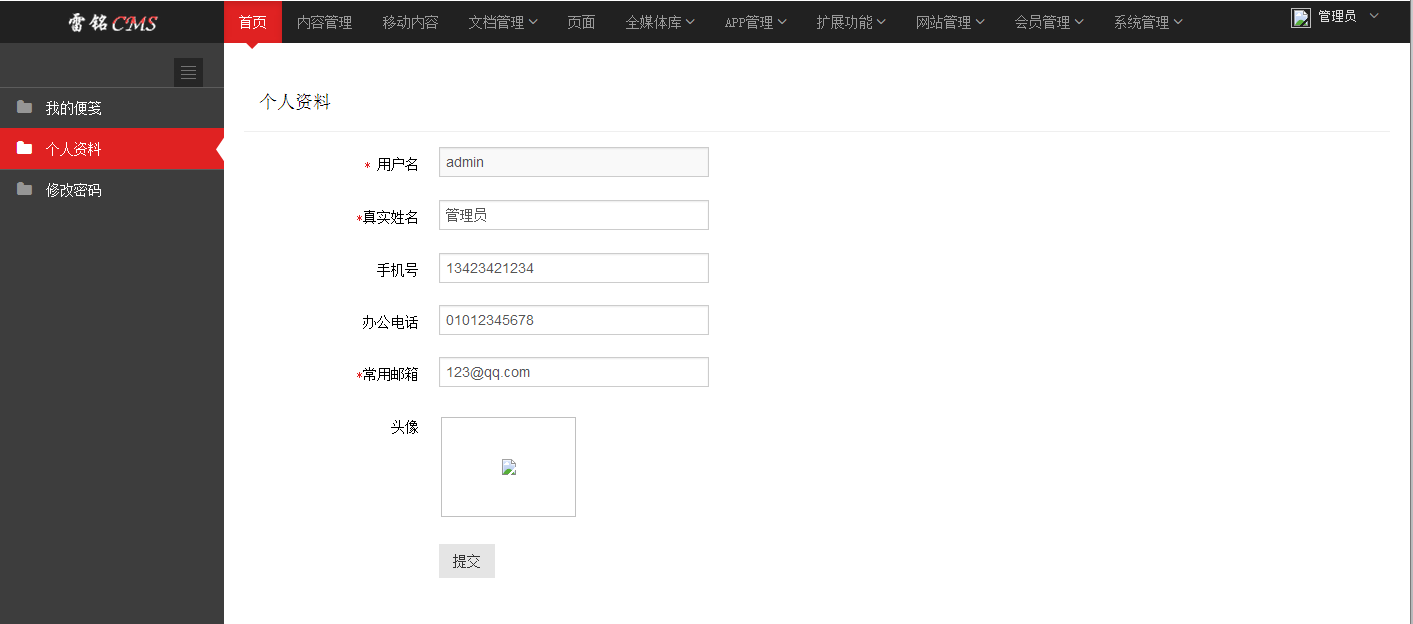 雷铭CMS
首页 内容管理 移动内容 文档管理 页面 全媒体库 APP管理 扩展功能 网站管理 会员管理 系统管理 管理员
我的便笺
个人资料
修改密码
个人资料
* 用户名 admin
*真实姓名 管理员
手机号 13423421234
办公电话 01012345678
*常用邮箱 123@qq.com
头像
提交